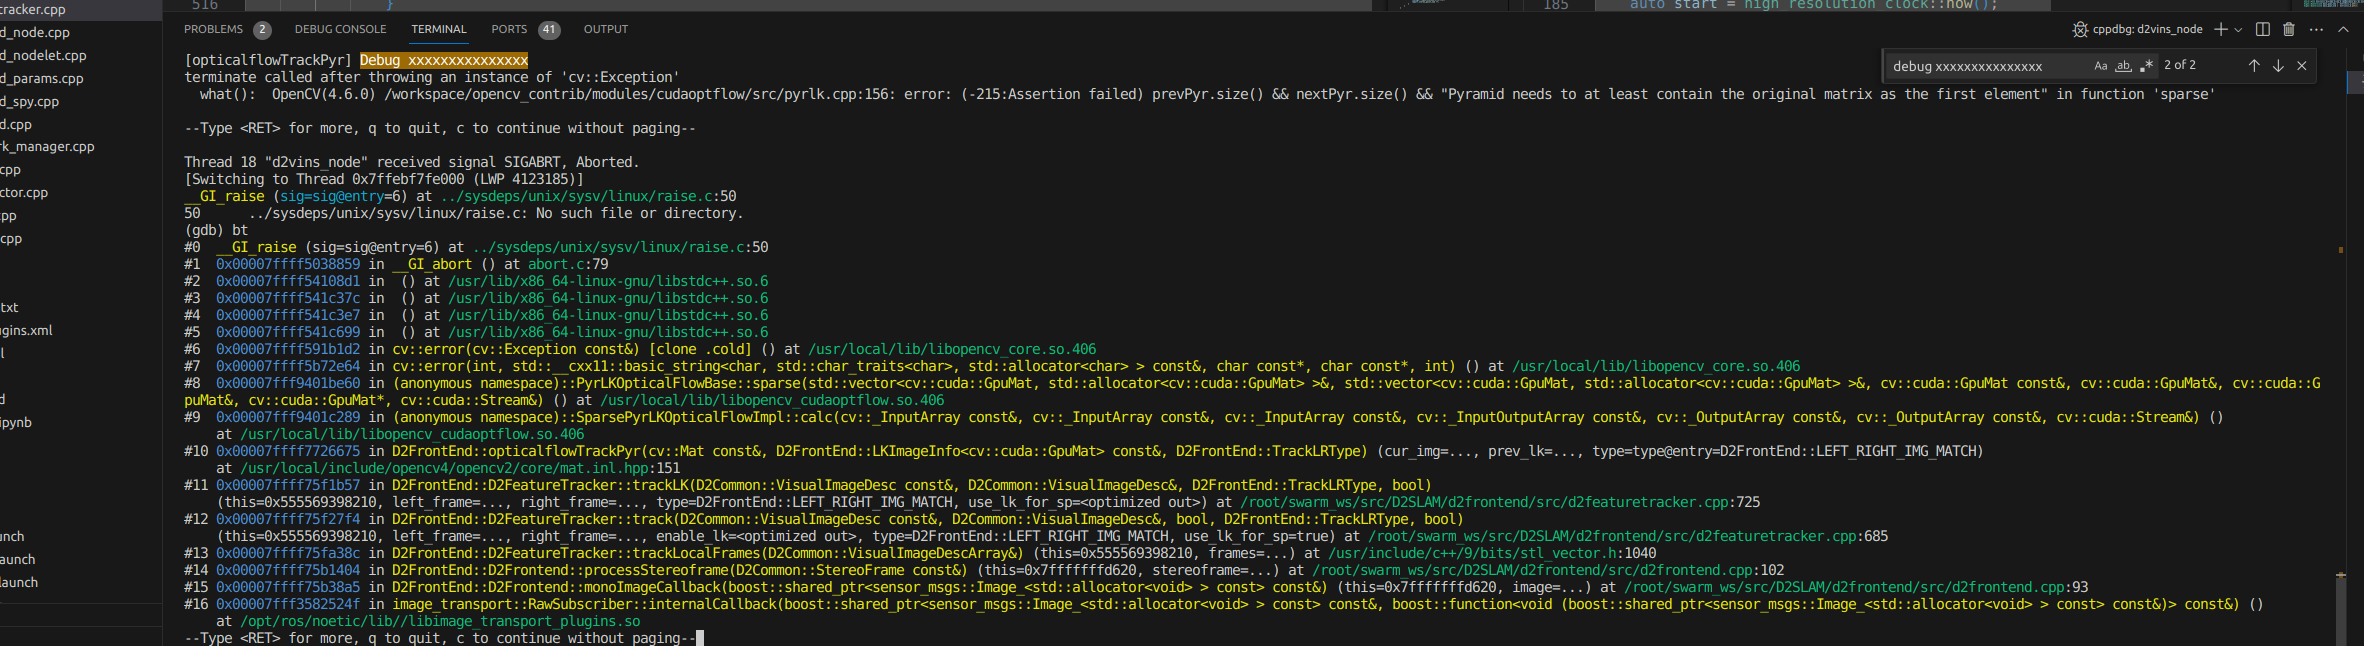 tracker.cpp
516 }
185 auto start = high_resolution_clock::now();
d_node.cpp
d_nodelet.cpp
d_params.cpp
d_spy.cpp
d.cpp
rk_manager.cpp
cpp
ctor.cpp
pp
cpp
txt
ugins.xml
l
d
ipynb
unch
aunch
launch
PROBLEMS 2 DEBUG CONSOLE TERMINAL PORTS 41 OUTPUT
cppdbg: d2vins_node
debug xxxxxxxxxxxxxxx Aa ab 2 of 2
[opticalflowTrackPyr] Debug xxxxxxxxxxxxxxx
terminate called after throwing an instance of 'cv::Exception'
what(): OpenCV(4.6.0) /workspace/opencv_contrib/modules/cudaoptflow/src/pyrlk.cpp:156: error: (-215:Assertion failed) prevPyr.size() && nextPyr.size() && "Pyramid needs to at least contain the original matrix as the first element" in function 'sparse'
--Type <RET> for more, q to quit, c to continue without paging--
Thread 18 "d2vins_node" received signal SIGABRT, Aborted.
[Switching to Thread 0x7ffebf7fe000 (LWP 4123185)]
__GI_raise (sig=sig@entry=6) at ../sysdeps/unix/sysv/linux/raise.c:50
50 ../sysdeps/unix/sysv/linux/raise.c: No such file or directory.
(gdb) bt
#0 __GI_raise (sig=sig@entry=6) at ../sysdeps/unix/sysv/linux/raise.c:50
#1 0x00007ffff5038859 in __GI_abort () at abort.c:79
#2 0x00007ffff54108d1 in () at /usr/lib/x86_64-linux-gnu/libstdc++.so.6
#3 0x00007ffff541c37c in () at /usr/lib/x86_64-linux-gnu/libstdc++.so.6
#4 0x00007ffff541c3e7 in () at /usr/lib/x86_64-linux-gnu/libstdc++.so.6
#5 0x00007ffff541c699 in () at /usr/lib/x86_64-linux-gnu/libstdc++.so.6
#6 0x00007ffff591b1d2 in cv::error(cv::Exception const&) [clone .cold] () at /usr/local/lib/libopencv_core.so.406
#7 0x00007ffff5b72e64 in cv::error(int, std::__cxx11::basic_string<char, std::char_traits<char>, std::allocator<char> > const&, char const*, char const*, int) () at /usr/local/lib/libopencv_core.so.406
#8 0x00007fff9401be60 in (anonymous namespace)::PyrLKOpticalFlowBase::sparse(std::vector<cv::cuda::GpuMat, std::allocator<cv::cuda::GpuMat> >&, std::vector<cv::cuda::GpuMat, std::allocator<cv::cuda::GpuMat> >&, cv::cuda::GpuMat const&, cv::cuda::GpuMat&, cv::cuda::G
puMat&, cv::cuda::GpuMat*, cv::cuda::Stream&) () at /usr/local/lib/libopencv_cudaoptflow.so.406
#9 0x00007fff9401c289 in (anonymous namespace)::SparsePyrLKOpticalFlowImpl::calc(cv::_InputArray const&, cv::_InputArray const&, cv::_InputArray const&, cv::_InputOutputArray const&, cv::_OutputArray const&, cv::_OutputArray const&, cv::cuda::Stream&) ()
at /usr/local/lib/libopencv_cudaoptflow.so.406
#10 0x00007ffff7726675 in D2FrontEnd::opticalflowTrackPyr(cv::Mat const&, D2FrontEnd::LKImageInfo<cv::cuda::GpuMat> const&, D2FrontEnd::TrackLRType) (cur_img=..., prev_lk=..., type=type@entry=D2FrontEnd::LEFT_RIGHT_IMG_MATCH)
at /usr/local/include/opencv4/opencv2/core/mat.inl.hpp:151
#11 0x00007ffff75f1b57 in D2FrontEnd::D2FeatureTracker::trackLK(D2Common::VisualImageDesc const&, D2Common::VisualImageDesc&, D2FrontEnd::TrackLRType, bool)
(this=0x555569398210, left_frame=..., right_frame=..., type=D2FrontEnd::LEFT_RIGHT_IMG_MATCH, use_lk_for_sp=<optimized out>) at /root/swarm_ws/src/D2SLAM/d2frontend/src/d2featuretracker.cpp:725
#12 0x00007ffff75f27f4 in D2FrontEnd::D2FeatureTracker::track(D2Common::VisualImageDesc const&, D2Common::VisualImageDesc&, bool, D2FrontEnd::TrackLRType, bool)
(this=0x555569398210, left_frame=..., right_frame=..., enable_lk=<optimized out>, type=D2FrontEnd::LEFT_RIGHT_IMG_MATCH, use_lk_for_sp=true) at /root/swarm_ws/src/D2SLAM/d2frontend/src/d2featuretracker.cpp:685
#13 0x00007ffff75fa38c in D2FrontEnd::D2FeatureTracker::trackLocalFrames(D2Common::VisualImageDescArray&) (this=0x555569398210, frames=...) at /usr/include/c++/9/bits/stl_vector.h:1040
#14 0x00007ffff75b1404 in D2FrontEnd::D2Frontend::processStereoframe(D2Common::StereoFrame const&) (this=0x7fffffffd620, stereoframe=...) at /root/swarm_ws/src/D2SLAM/d2frontend/src/d2frontend.cpp:102
#15 0x00007ffff75b38a5 in D2FrontEnd::D2Frontend::monoImageCallback(boost::shared_ptr<sensor_msgs::Image_<std::allocator<void> > const> const&) (this=0x7fffffffd620, image=...) at /root/swarm_ws/src/D2SLAM/d2frontend/src/d2frontend.cpp:93
#16 0x00007fff3582524f in image_transport::RawSubscriber::internalCallback(boost::shared_ptr<sensor_msgs::Image_<std::allocator<void> > const> const&, boost::function<void (boost::shared_ptr<sensor_msgs::Image_<std::allocator<void> > const> const&)> const&) ()
at /opt/ros/noetic/lib//libimage_transport_plugins.so
--Type <RET> for more, q to quit, c to continue without paging--